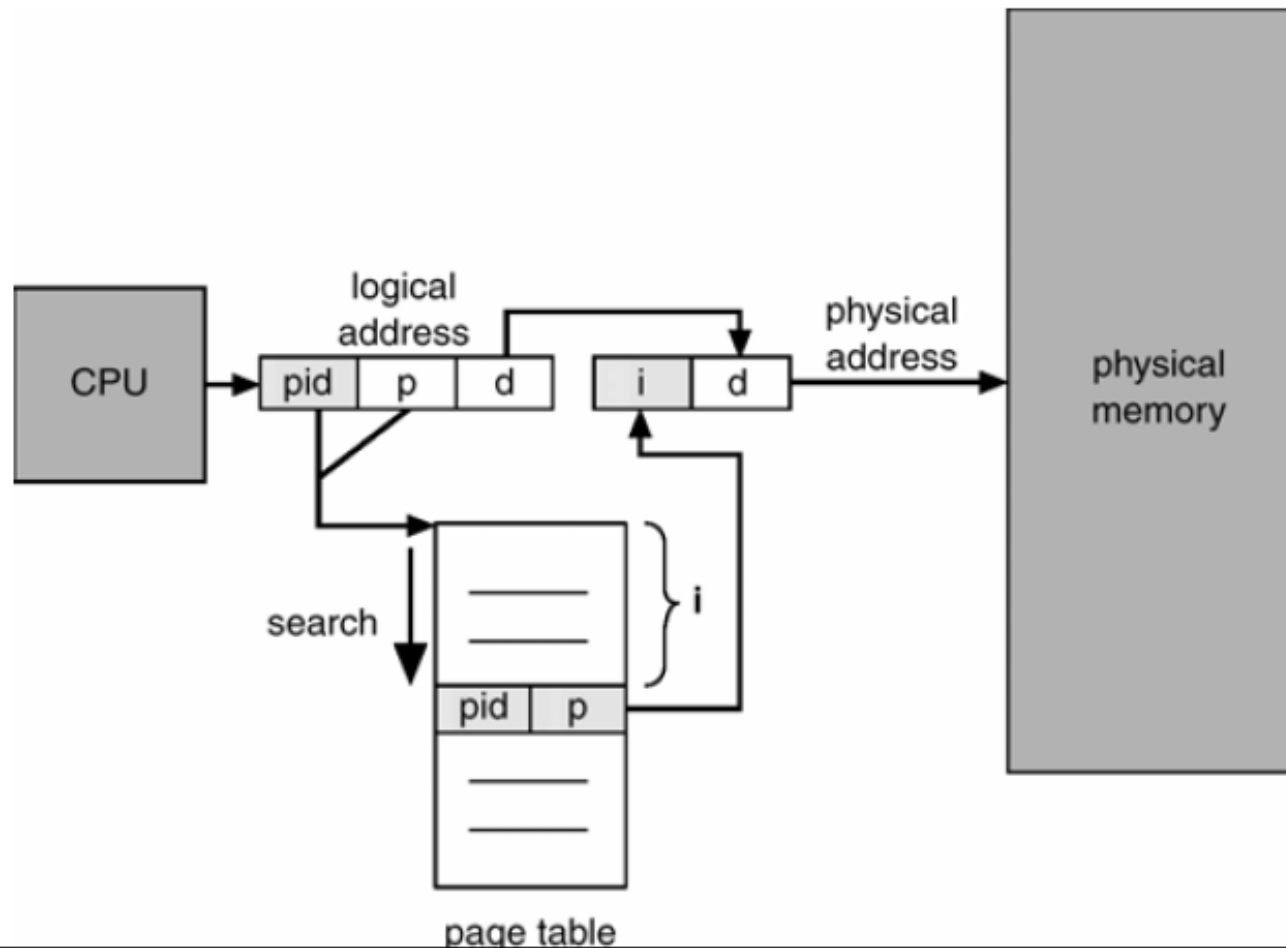 logical
address
physical
address
CPU
pid p d
i d
physical
memory
search
i
pid p
page table